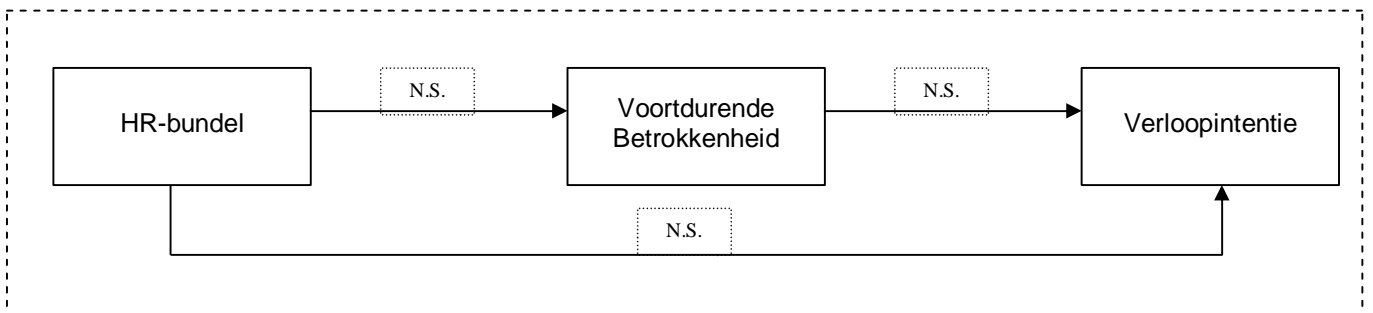 N.S.
N.S.
HR-bundel
Voortdurende
Betrokkenheid
Verloopintentie
N.S.